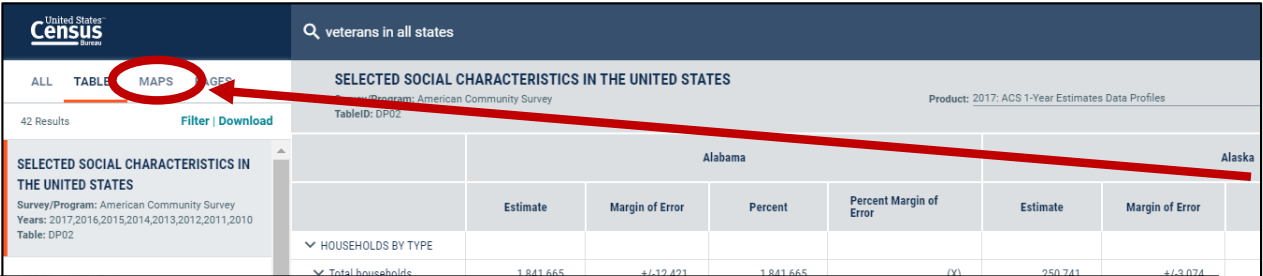 United States®
Census
Bureau
veterans in all states
ALL TABLE MAPS PAGES
42 Results Filter | Download
SELECTED SOCIAL CHARACTERISTICS IN
THE UNITED STATES
Survey/Program: American Community Survey
Years: 2017,2016,2015,2014,2013,2012,2011,2010
Table: DP02
SELECTED SOCIAL CHARACTERISTICS IN THE UNITED STATES
Survey/Program: American Community Survey
TableID: DP02
Product: 2017: ACS 1-Year Estimates Data Profiles
Alabama Alaska
Estimate Margin of Error Percent Percent Margin of Error Estimate Margin of Error
HOUSEHOLDS BY TYPE
Total households 1,841,665 +/-12,421 1,841,665 (X) 250,741 +/-3,074